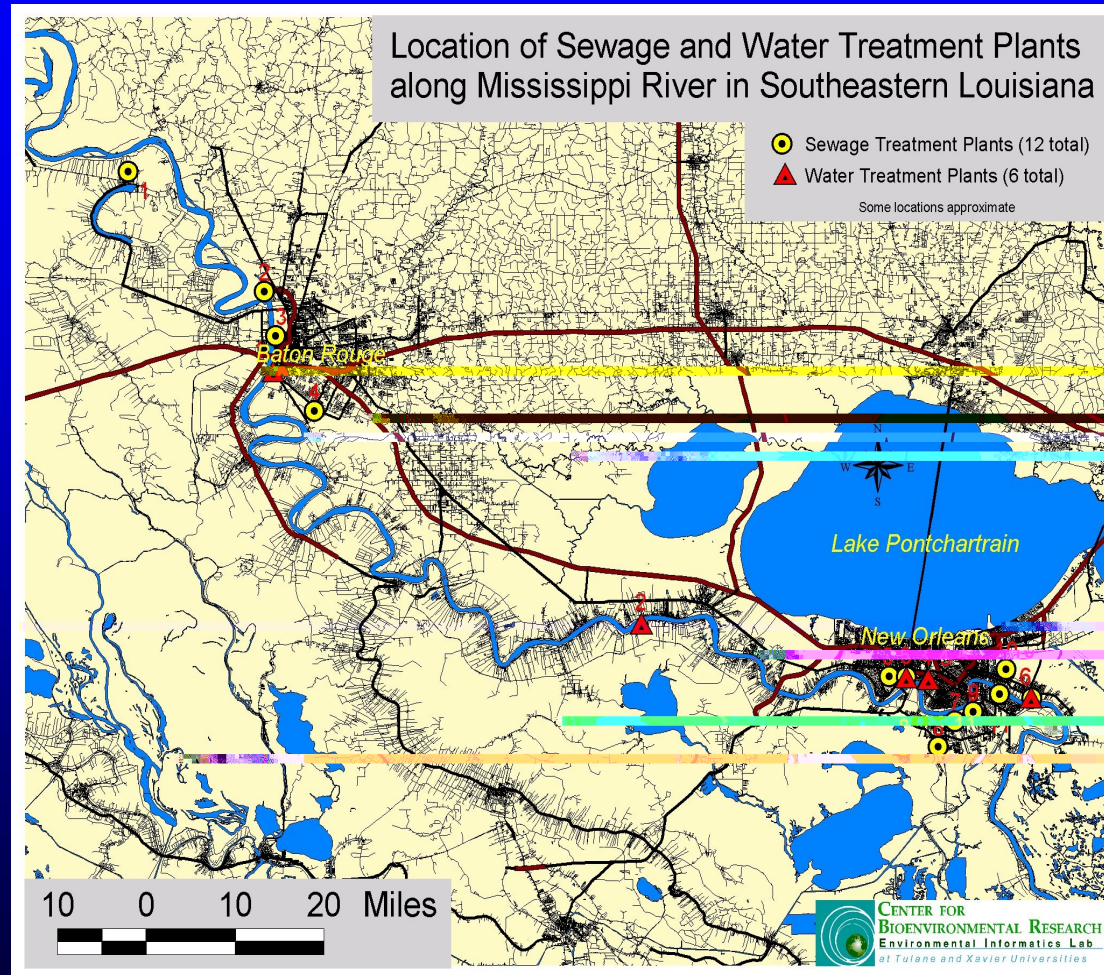 Location of Sewage and Water Treatment Plants
along Mississippi River in Southeastern Louisiana
Sewage Treatment Plants (12 total)
Water Treatment Plants (6 total)
Some locations approximate
1
2
3
Baton Rouge
4
N
W E
S
Lake Pontchartrain
2
New Orleans
6
10 0 10 20 Miles
CENTER FOR
BIOENVIRONMENTAL RESEARCH
Environmental Informatics Lab
at Tulane and Xavier Universities